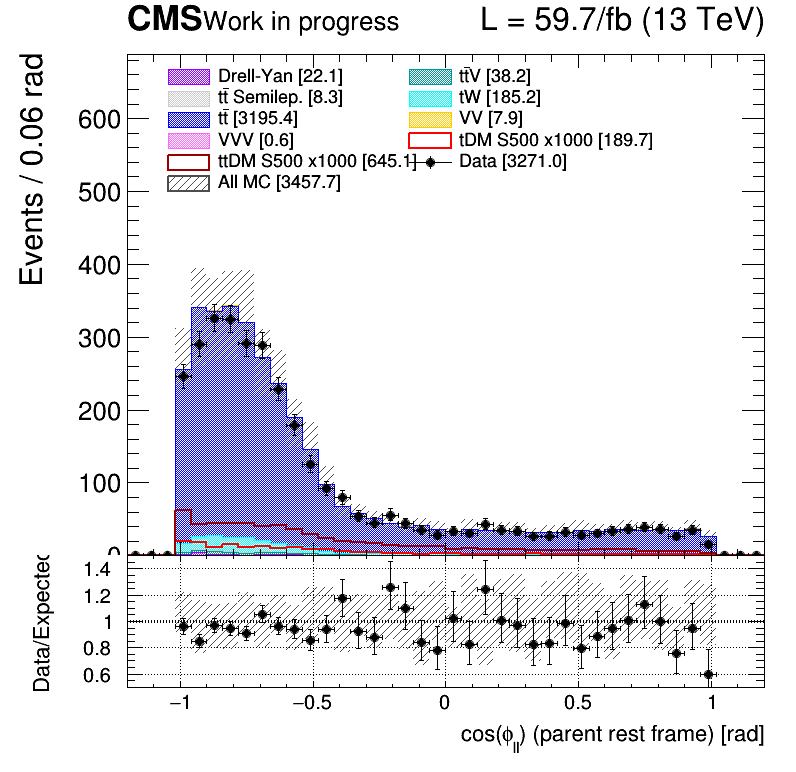 CMS Work in progress L = 59.7/fb (13 TeV)
Events / 0.06 rad
Drell-Yan [22.1]
tt̄V [38.2]
tt̄ Semilep. [8.3]
tW [185.2]
tt̄ [3195.4]
VV [7.9]
VVV [0.6]
tDM S500 x1000 [189.7]
ttDM S500 x1000 [645.1]
Data [3271.0]
All MC [3457.7]
600
500
400
300
200
100
0
Data/Expected
1.4
1.2
1
0.8
0.6
−1 −0.5 0 0.5 1
cos(ϕll) (parent rest frame) [rad]